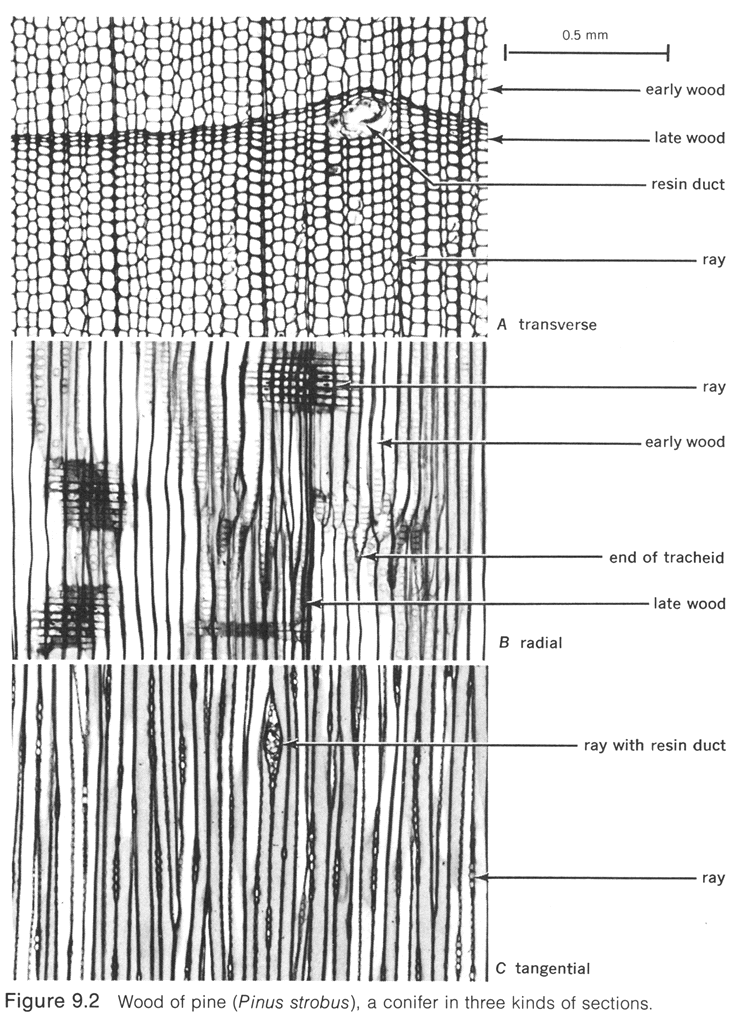 0.5 mm
early wood
late wood
resin duct
ray
A transverse
ray
early wood
end of tracheid
late wood
B radial
ray with resin duct
ray
C tangential
Figure 9.2 Wood of pine (Pinus strobus), a conifer in three kinds of sections.